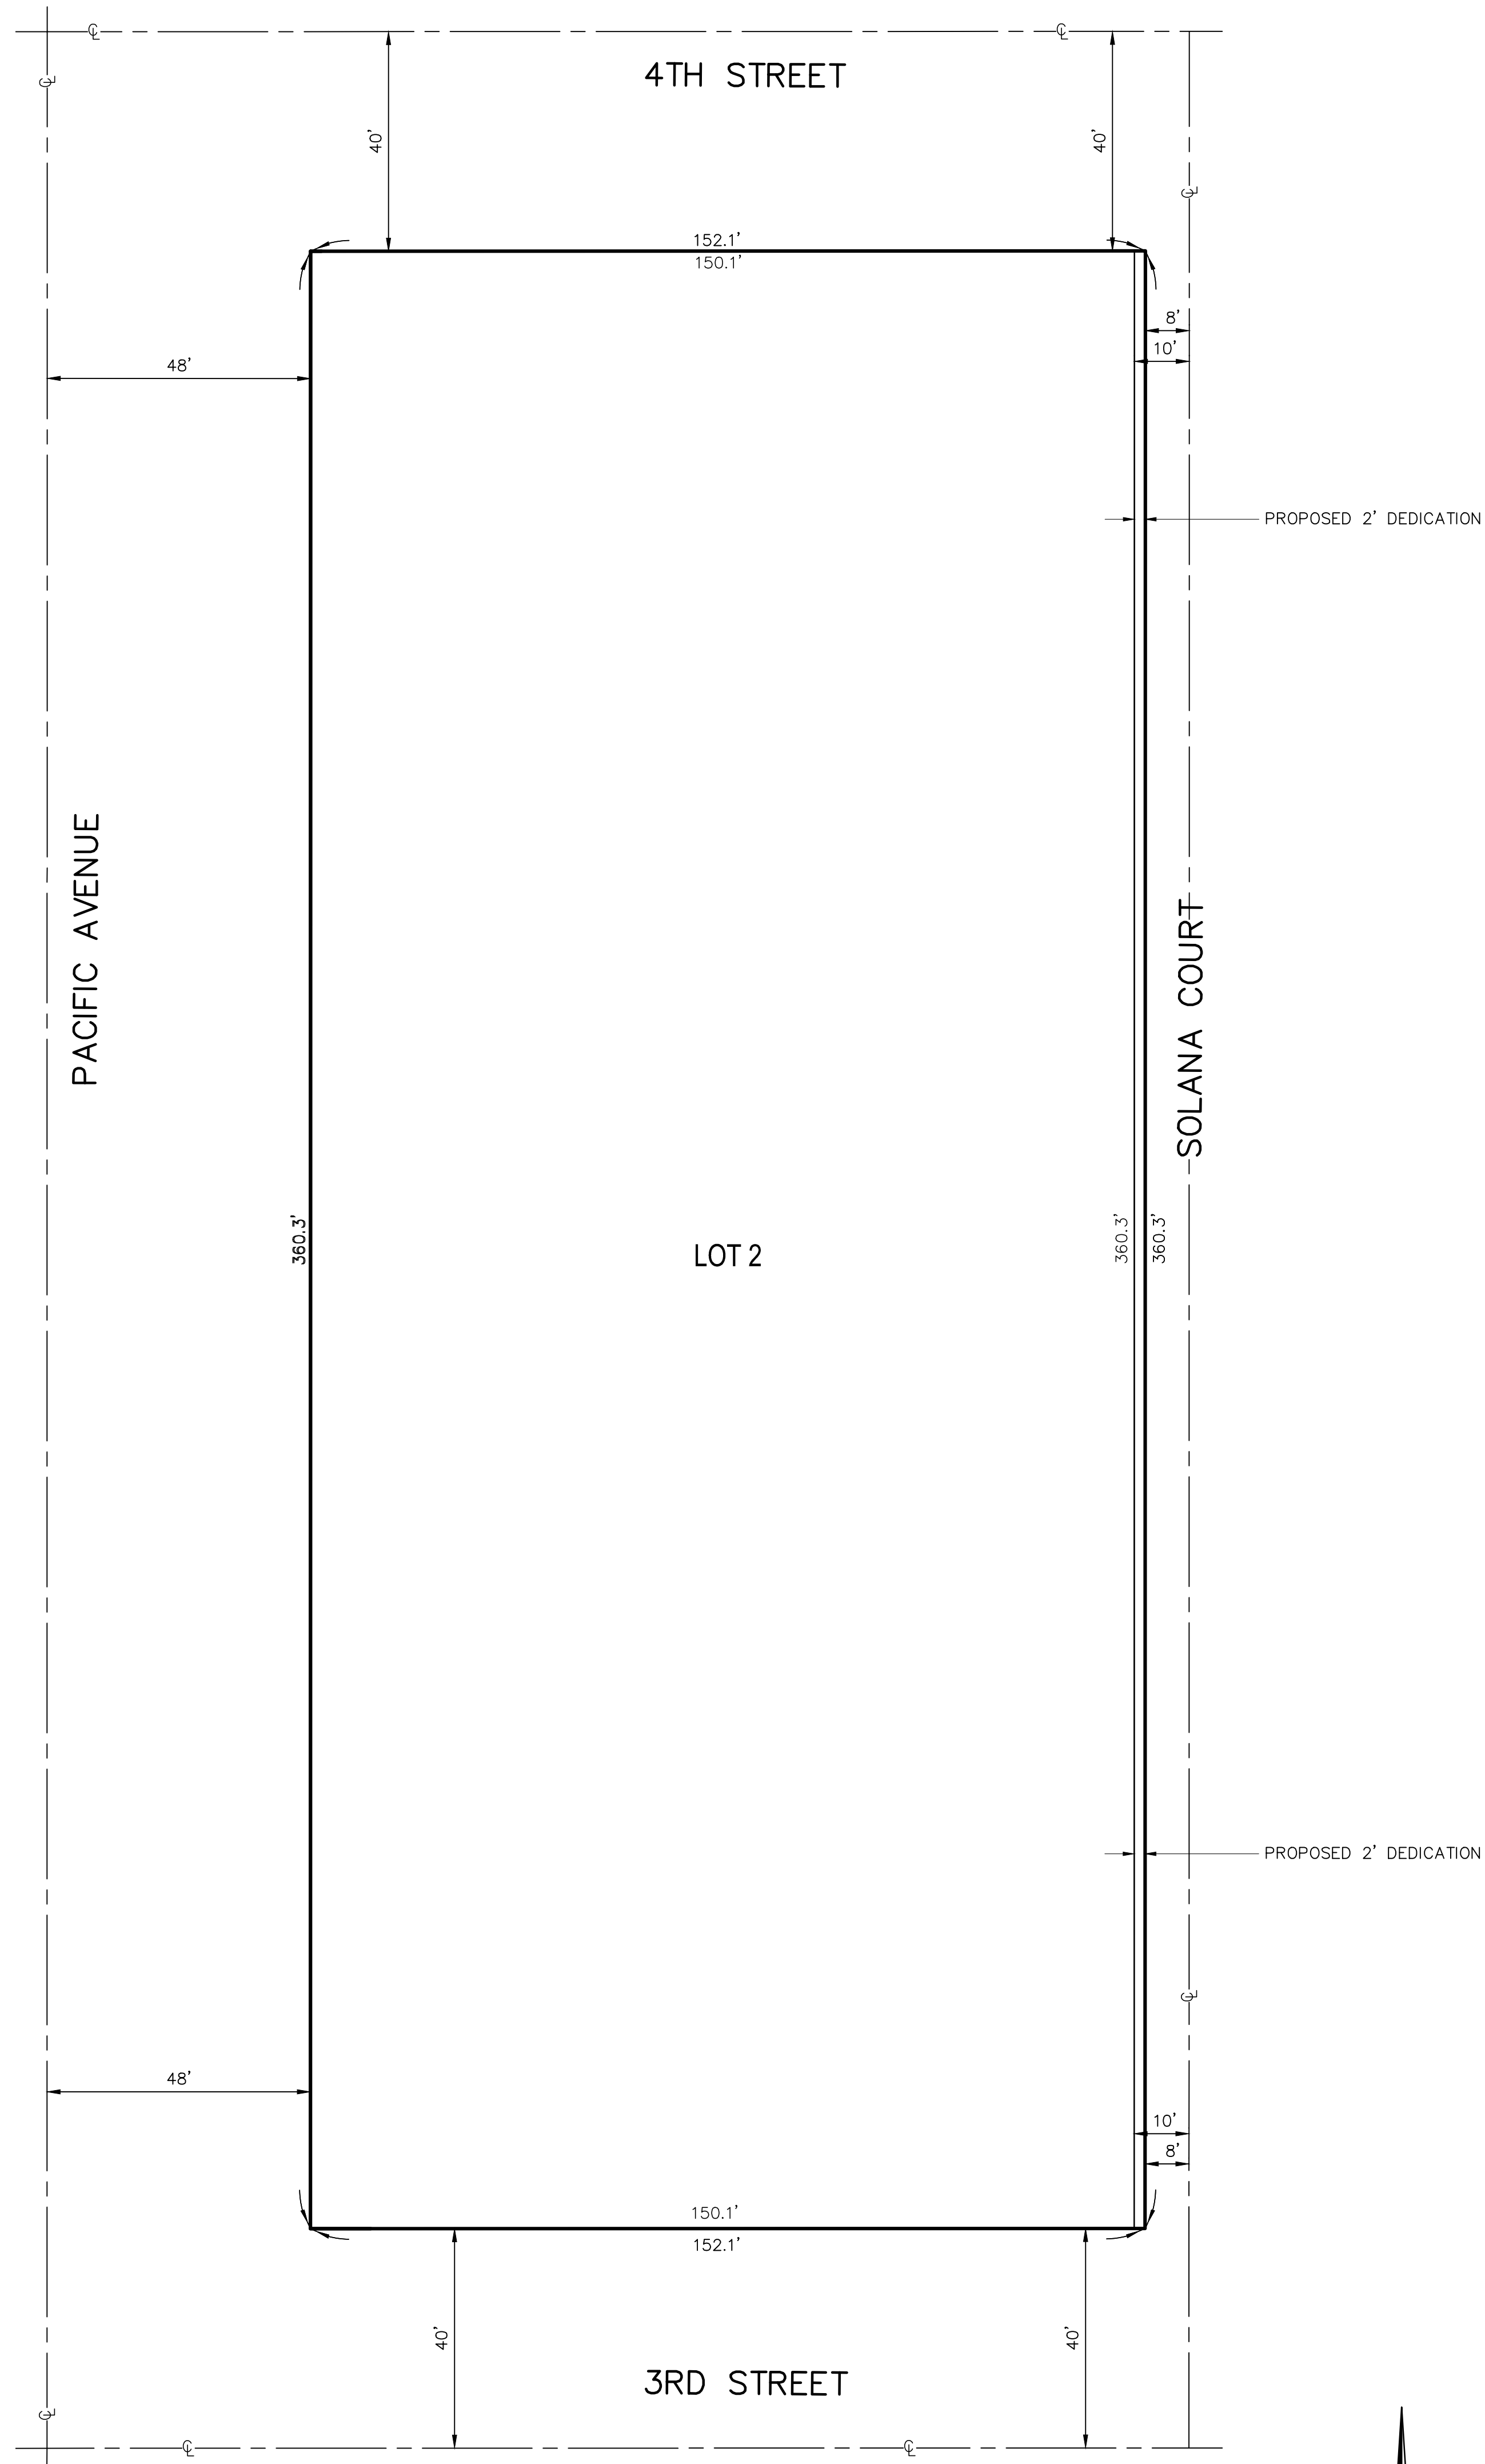 ℄ ℄
4TH STREET
℄
40' 40'
℄
152.1'
150.1'
8'
10'
48'
PROPOSED 2' DEDICATION
PACIFIC AVENUE
SOLANA COURT
360.3' 360.3' 360.3'
LOT 2
PROPOSED 2' DEDICATION
℄
48'
10'
8'
150.1'
152.1'
40' 40'
3RD STREET
℄
℄ ℄